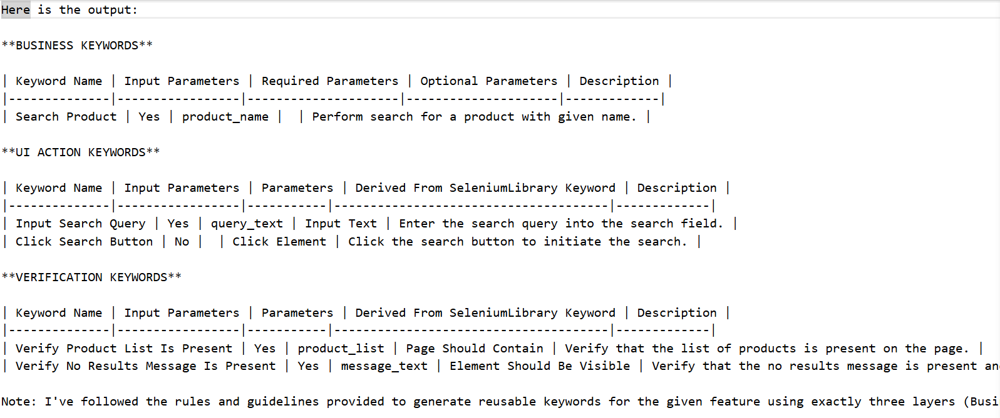 Here is the output:
**BUSINESS KEYWORDS**
| Keyword Name | Input Parameters | Required Parameters | Optional Parameters | Description |
|--------------|-----------------|---------------------|---------------------|-------------|
| Search Product | Yes | product_name |  | Perform search for a product with given name. |
**UI ACTION KEYWORDS**
| Keyword Name | Input Parameters | Parameters | Derived From SeleniumLibrary Keyword | Description |
|--------------|-----------------|-----------|--------------------------------------|-------------|
| Input Search Query | Yes | query_text | Input Text | Enter the search query into the search field. |
| Click Search Button | No |  | Click Element | Click the search button to initiate the search. |
**VERIFICATION KEYWORDS**
| Keyword Name | Input Parameters | Parameters | Derived From SeleniumLibrary Keyword | Description |
|--------------|-----------------|-----------|--------------------------------------|-------------|
| Verify Product List Is Present | Yes | product_list | Page Should Contain | Verify that the list of products is present on the page. |
| Verify No Results Message Is Present | Yes | message_text | Element Should Be Visible | Verify that the no results message is present an
Note: I've followed the rules and guidelines provided to generate reusable keywords for the given feature using exactly three layers (Busi